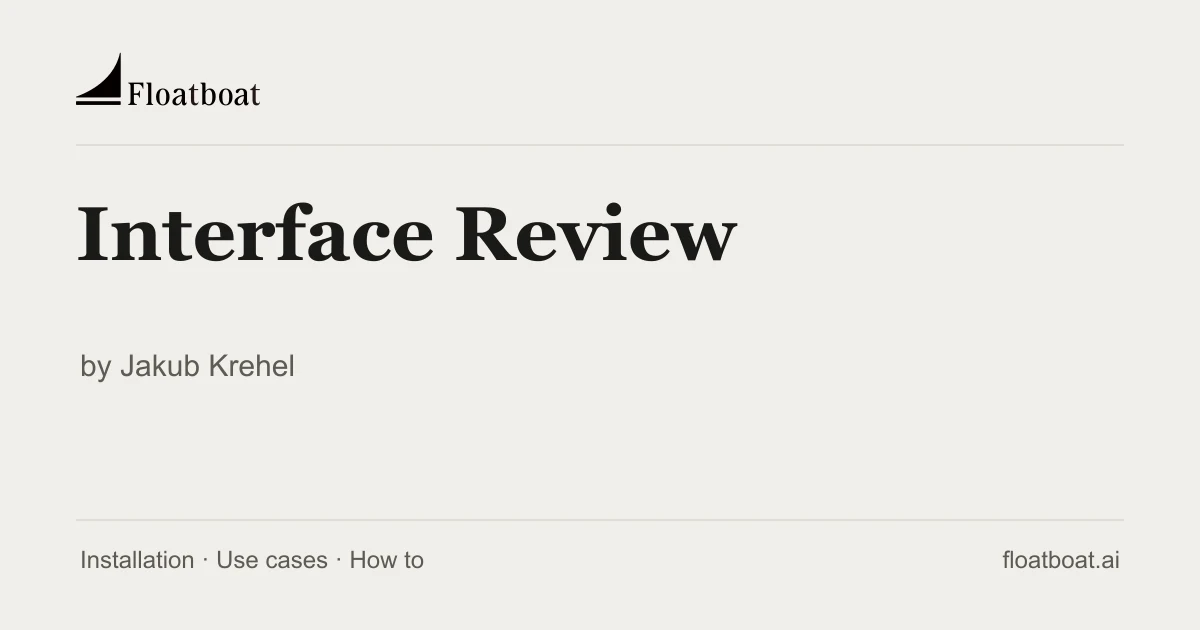 Floatboat
Interface Review
by Jakub Krehel
Installation · Use cases · How to
floatboat.ai